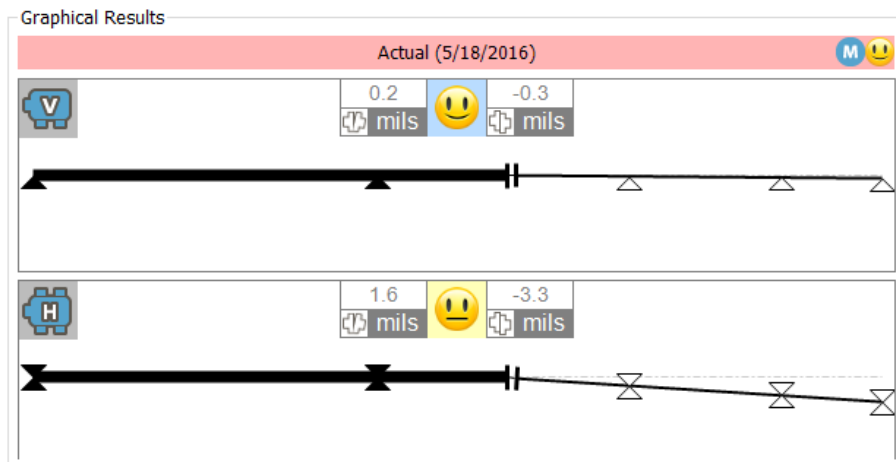 Graphical Results
Actual (5/18/2016)
M
V
0.2
-0.3
mils
mils
H
1.6
-3.3
mils
mils